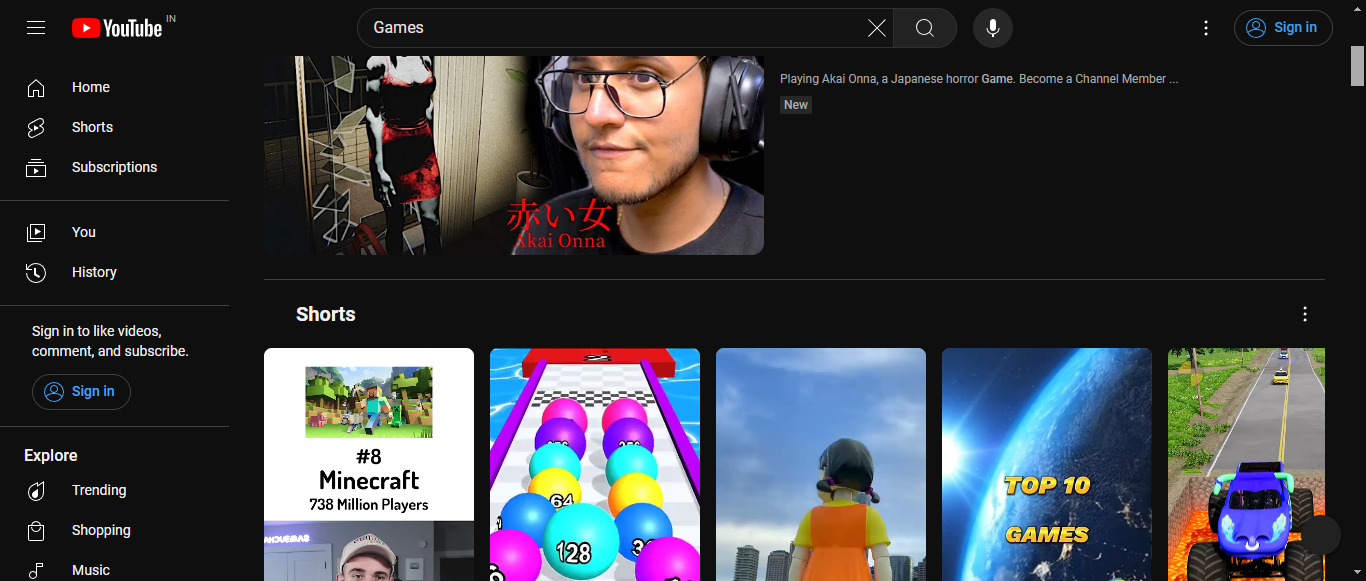 YouTube IN
Games
Sign in
Home
Shorts
Subscriptions
You
History
Sign in to like videos,
comment, and subscribe.
Sign in
Explore
Trending
Shopping
Music
Playing Akai Onna, a Japanese horror Game. Become a Channel Member ...
New
赤い女
Akai Onna
Shorts
#8
Minecraft
738 Million Players
64
128
TOP 10
GAMES